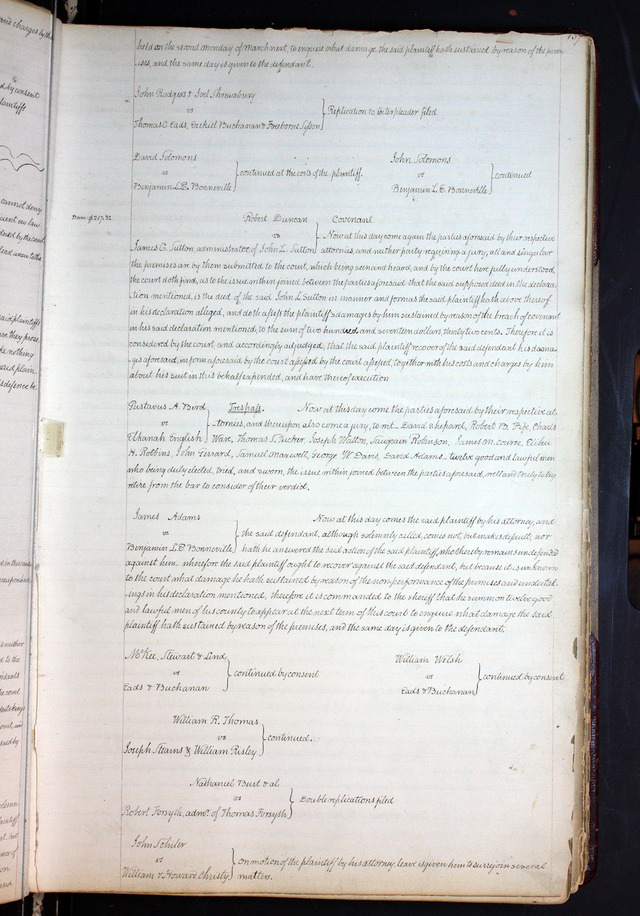 held on the second monday of March next, to enquire what damage the said plaintiff hath sustained by reason of the prem-
ises, and the same day is given to the defendant.
John Rodgers & Joel Shrewsbury
vs
Thomas C. Eads, Ezekiel Buchanan & Freeborne Sisson
Replication to interpleader filed
David Solomons
vs
Benjamin L. E. Bonneville
continued at the costs of the plaintiff.
John Solomons
vs
Benjamin L. E. Bonneville
continued
Dam: $217.32
Robert Duncan
vs
James G. Sutton, administrator of John L. Sutton
Covenant
Now at this day come again the parties aforesaid by their respective
attornies, and neither party requiring a jury, all and singular
the premises are by them submitted to the court, which being seen and heard, and by the court here fully understood,
the court doth find, as to the issue within joined between the parties aforesaid that the said supposed deed in the declara-
tion mentioned, is the deed of the said John L. Sutton in manner and form as the said plaintiff hath above thereof
in his declaration alleged, and doth assess the plaintiff's damages by him sustained by reason of the breach of covenant
in his said declaration mentioned, to the sum of two hundred and seventeen dollars, thirty two cents. Therefore it is
considered by the court, and accordingly adjudged, that the said plaintiff recover of the said defendant his dama-
ges aforesaid, in form aforesaid by the court assessed by the court assessed, together with his costs and charges by him
about his suit in this behalf expended, and have thereof execution
Gustavus A. Bird
vs
Elkanah English
Trespass. Now at this day come the parties aforesaid by their respective at
tornies, and thereupon also come a jury, to wit David Shepard, Robert B. Fife, Charls
Ware, Thomas S. Tucher, Joseph Walton, Saugrain Robinson, James M. Cource, Elihu
H. Robbins, John Girard, Samuel Maxwell, George W. Davis, David Adams twelve good and lawful men
who being duly elected, tried, and sworn, the issue within joined between the parties aforesaid, well and truly to try
retire from the bar to consider of their verdict.
James Adams
vs
Benjamin L. E. Bonneville
Now at this day comes the said plaintiff by his attorney, and
the said defendant, although solemnly called, comes not, but makes default; nor
hath he answered the said action of the said plaintiff, who thereby remains undefended
against him. wherefore the said plaintiff ought to recover against the said defendant, but because it is unknown
to the court what damage he hath sustained by reason of the non performance of the premises and undertak
ings in his declaration mentioned, therefore it is commanded to the sheriff that he summon twelve good
and lawful men of his county to appear at the next term of this court to enquire what damage the said
plaintiff hath sustained by reason of the premises, and the same day is given to the defendant.
McKee, Stewart & Lind
vs
Eads & Buchanan
continued by consent
William Welsh
vs
Eads & Buchanan
continued by consent
William R. Thomas
vs
Joseph Stearns & William Risley
continued.
Nathaniel Burt & al
vs
Robert Forsyth, admr. of Thomas Forsyth
Double replications filed
John Shuler
vs
William & Howard Christy
on motion of the plaintiff by his attorney, leave is given him to surrejoin several
matters.